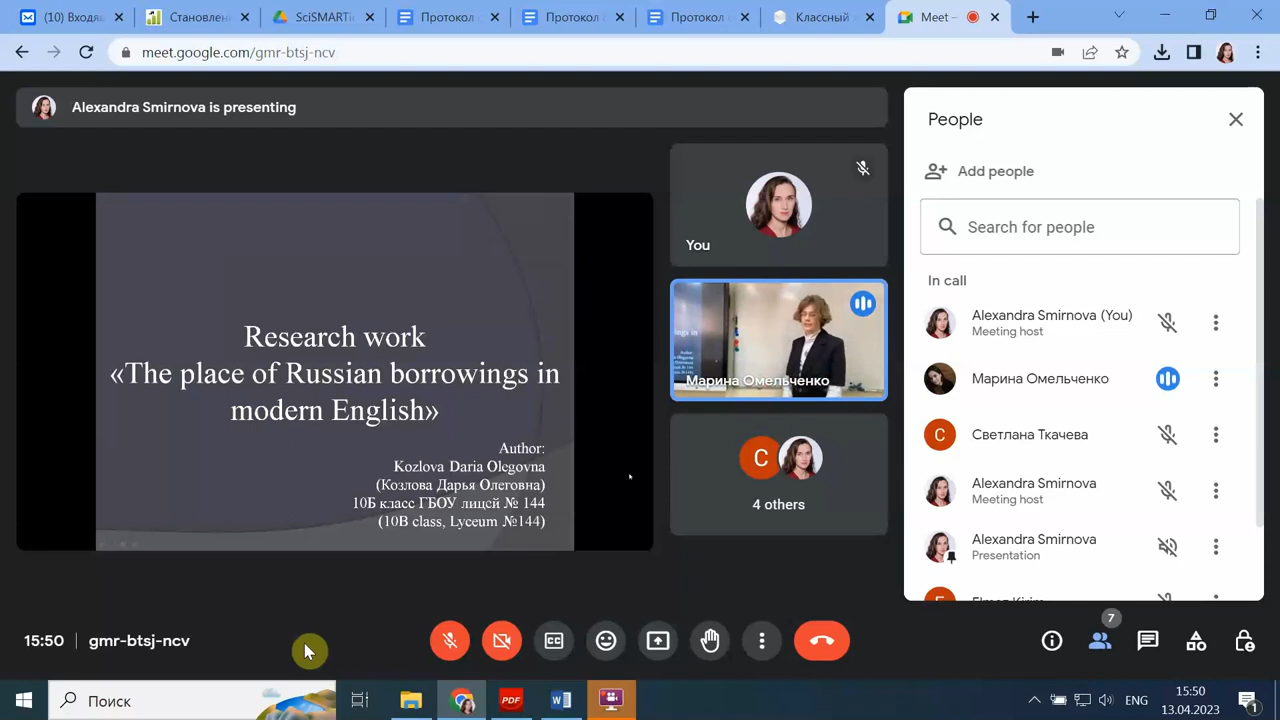 (10) Входящ
Становлени
SciSMARTi
Протокол с
Протокол с
Протокол с
Классный
Meet –
meet.google.com/gmr-btsj-ncv
Alexandra Smirnova is presenting
You
Марина Омельченко
4 others
Research work
«The place of Russian borrowings in
modern English»
Author:
Kozlova Daria Olegovna
(Козлова Дарья Олеговна)
10Б класс ГБОУ лицей № 144
(10B class, Lyceum №144)
People
Add people
Search for people
In call
Alexandra Smirnova (You)
Meeting host
Марина Омельченко
С
Светлана Ткачева
Alexandra Smirnova
Meeting host
Alexandra Smirnova
Presentation
С
15:50
gmr-btsj-ncv
7
Поиск
PDF
ENG
15:50
13.04.2023
1